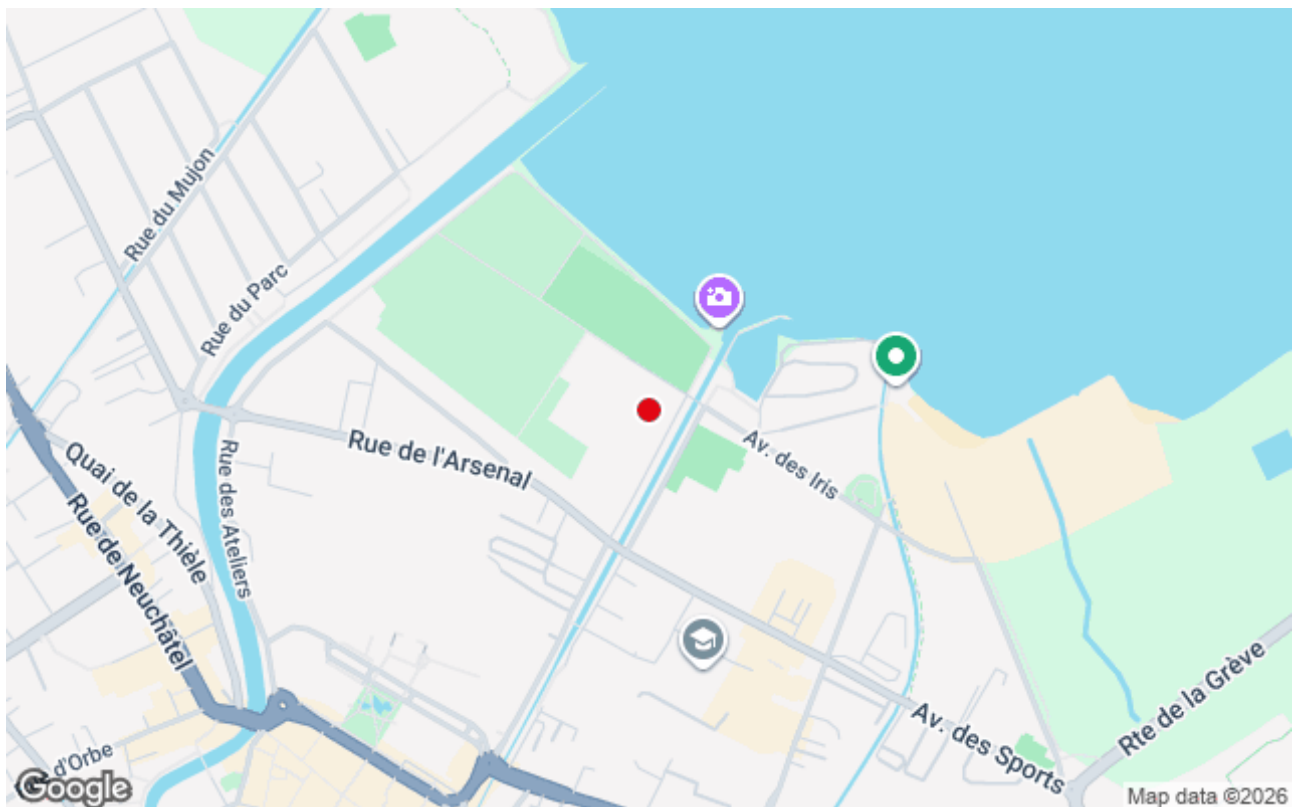 Rue du Mujon
Rue du Parc
Rue de l'Arsenal
Av. des Iris
Quai de la Thièle
Rue des Ateliers
Rue de Neuchâtel
Rte de la Grève
Av. des Sports
d'Orbe
Google
Map data ©2026